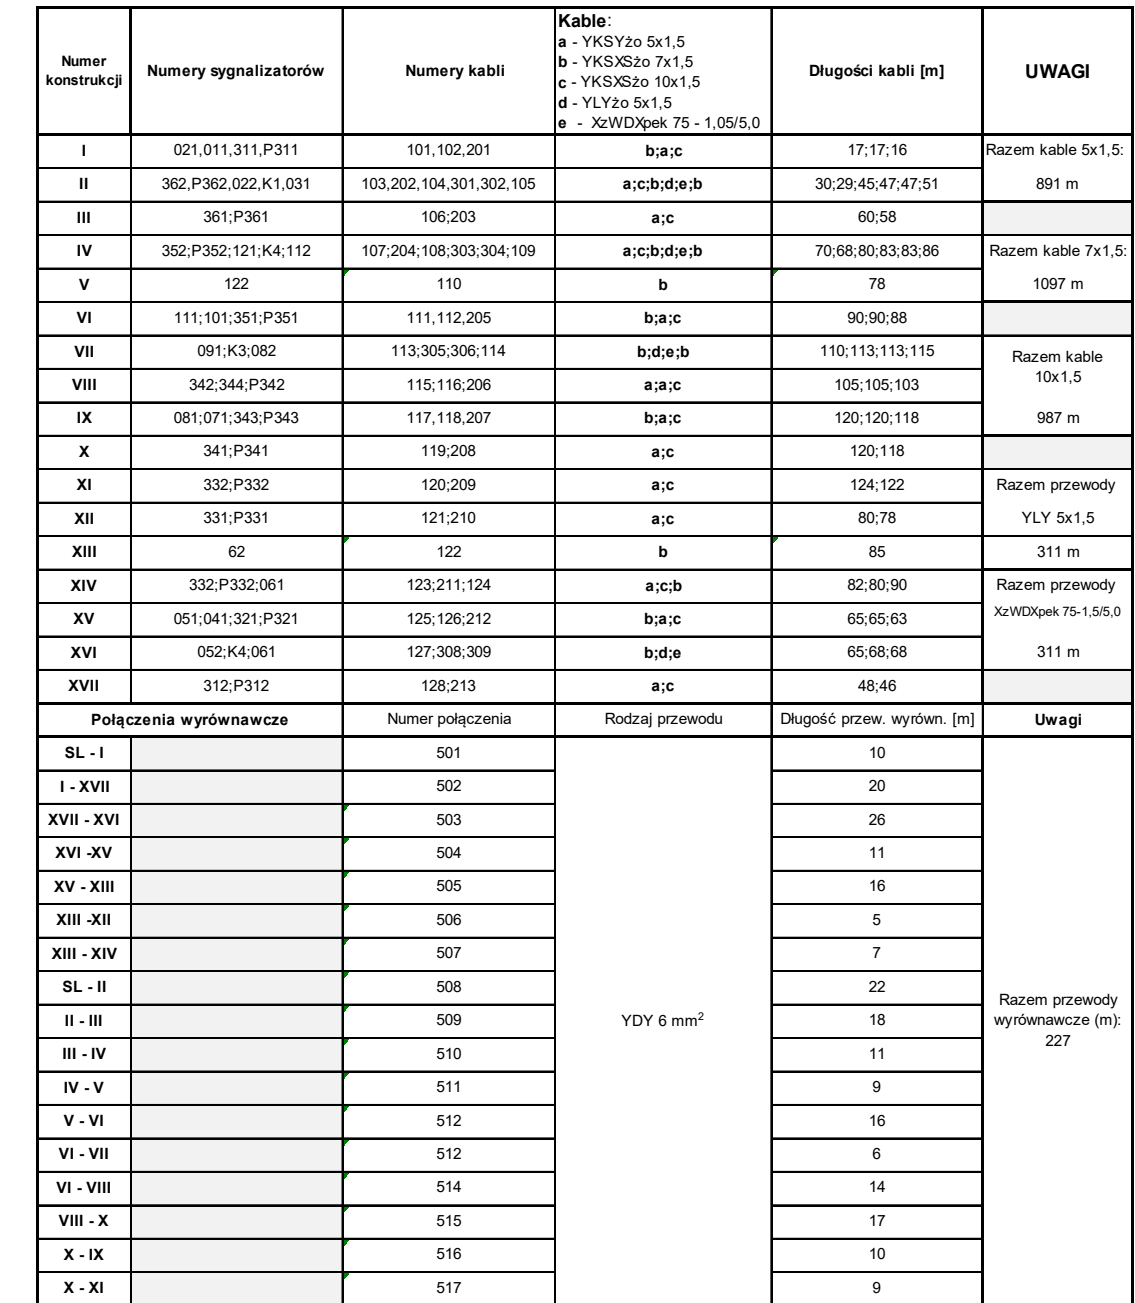 Numer konstrukcji | Numery sygnalizatorów | Numery kabli | Kable: | Długości kabli [m] | UWAGI
a - YKSYżo 5x1,5
b - YKSXSżo 7x1,5
c - YKSXSżo 10x1,5
d - YLYżo 5x1,5
e - XzWDXpek 75 - 1,05/5,0
I | 021,011,311,P311 | 101,102,201 | b;a;c | 17;17;16 | Razem kable 5x1,5:
II | 362,P362,022,K1,031 | 103,202,104,301,302,105 | a;c;b;d;e;b | 30;29;45;47;47;51 | 891 m
III | 361;P361 | 106;203 | a;c | 60;58
IV | 352;P352;121;K4;112 | 107;204;108;303;304;109 | a;c;b;d;e;b | 70;68;80;83;83;86 | Razem kable 7x1,5:
V | 122 | 110 | b | 78 | 1097 m
VI | 111;101;351;P351 | 111,112,205 | b;a;c | 90;90;88
VII | 091;K3;082 | 113;305;306;114 | b;d;e;b | 110;113;113;115 | Razem kable
VIII | 342;344;P342 | 115;116;206 | a;a;c | 105;105;103 | 10x1,5
IX | 081;071;343;P343 | 117,118,207 | b;a;c | 120;120;118 | 987 m
X | 341;P341 | 119;208 | a;c | 120;118
XI | 332;P332 | 120;209 | a;c | 124;122 | Razem przewody
XII | 331;P331 | 121;210 | a;c | 80;78 | YLY 5x1,5
XIII | 62 | 122 | b | 85 | 311 m
XIV | 332;P332;061 | 123;211;124 | a;c;b | 82;80;90 | Razem przewody
XV | 051;041;321;P321 | 125;126;212 | b;a;c | 65;65;63 | XzWDXpek 75-1,5/5,0
XVI | 052;K4;061 | 127;308;309 | b;d;e | 65;68;68 | 311 m
XVII | 312;P312 | 128;213 | a;c | 48;46
Połączenia wyrównawcze | Numer połączenia | Rodzaj przewodu | Długość przew. wyrówn. [m] | Uwagi
SL - I | 501 | 10
I - XVII | 502 | 20
XVII - XVI | 503 | 26
XVI -XV | 504 | 11
XV - XIII | 505 | 16
XIII -XII | 506 | 5
XIII - XIV | 507 | 7
SL - II | 508 | 22
II - III | 509 | YDY 6 mm² | 18 | Razem przewody wyrównawcze (m): 227
III - IV | 510 | 11
IV - V | 511 | 9
V - VI | 512 | 16
VI - VII | 512 | 6
VI - VIII | 514 | 14
VIII - X | 515 | 17
X - IX | 516 | 10
X - XI | 517 | 9